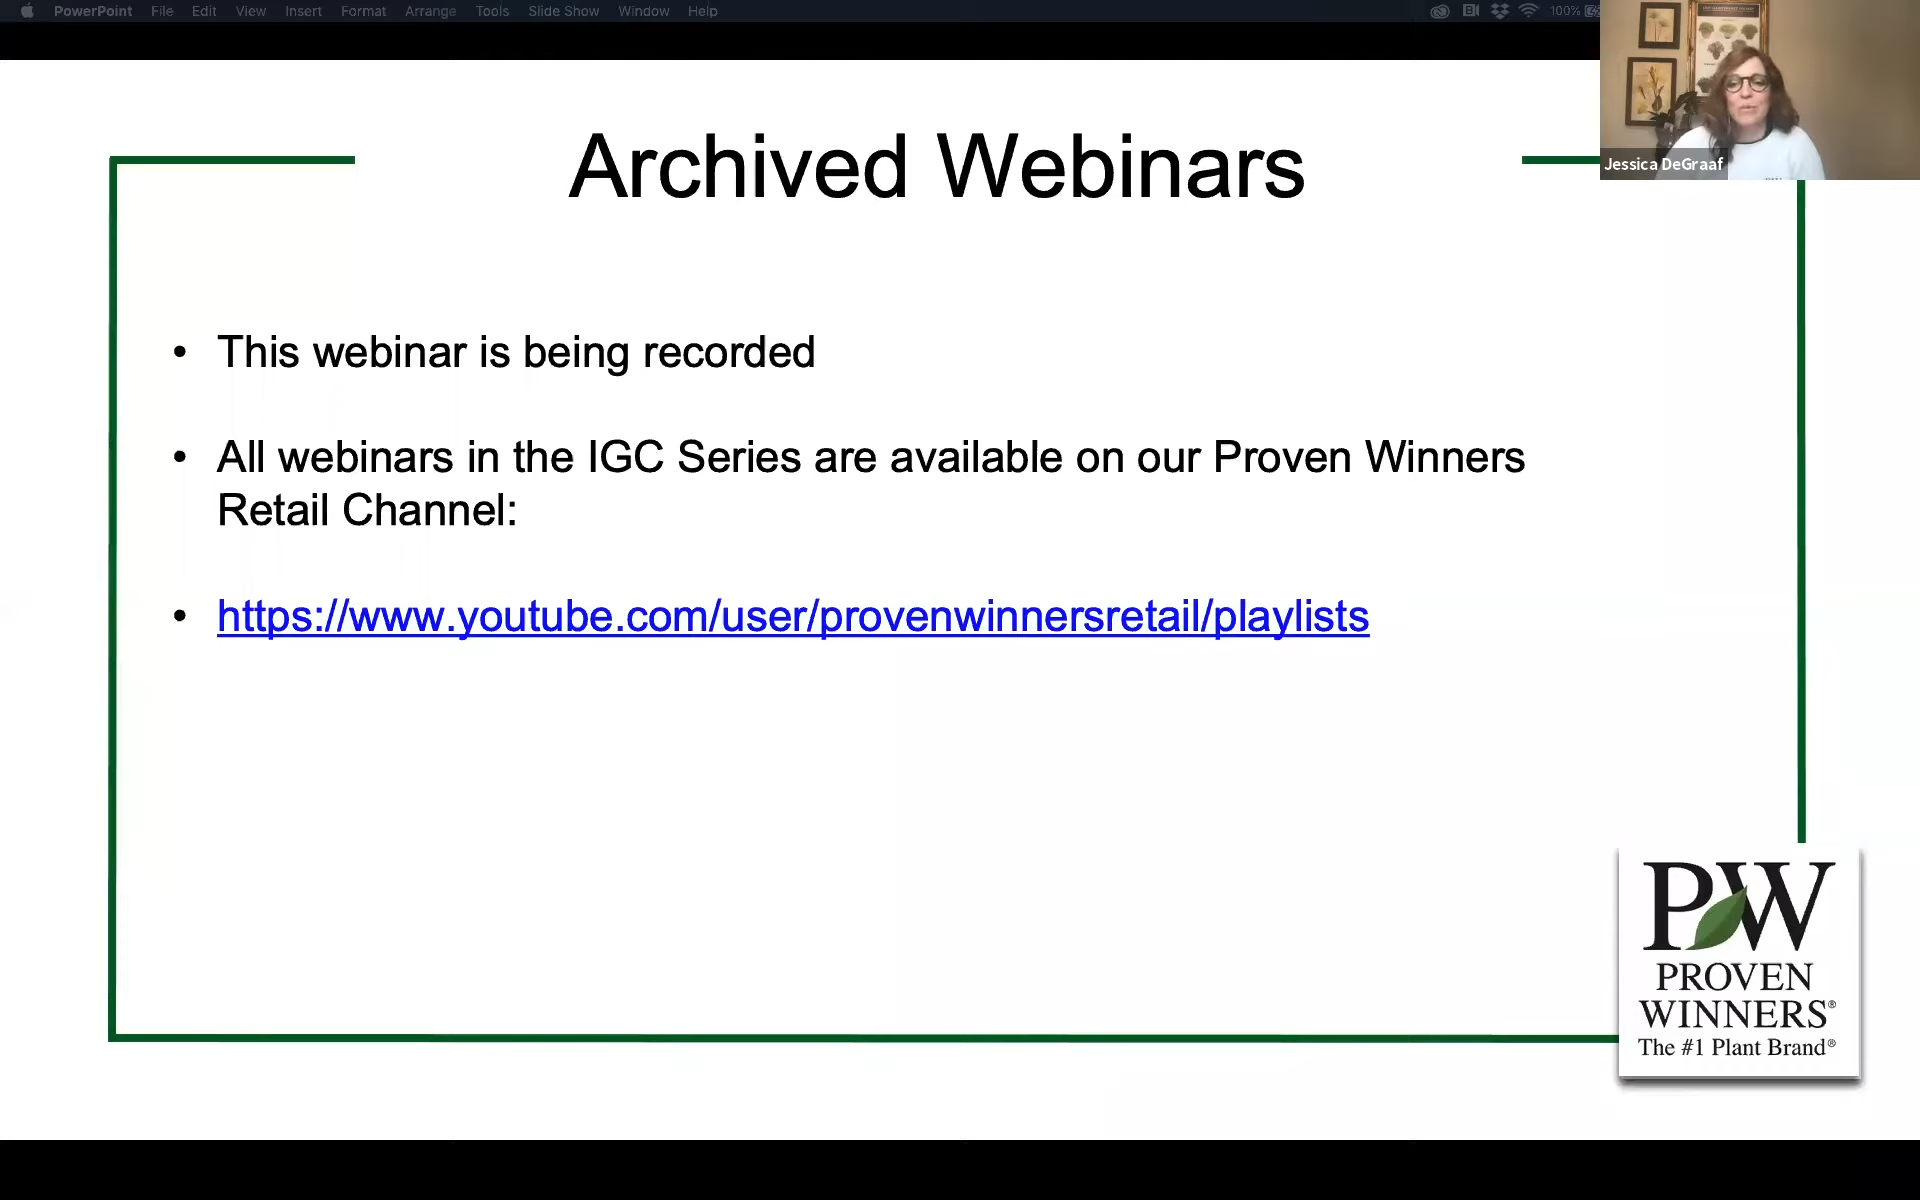 PowerPoint File Edit View Insert Format Arrange Tools Slide Show Window Help 100%
Jessica DeGraaf
Archived Webinars
• This webinar is being recorded
• All webinars in the IGC Series are available on our Proven Winners
Retail Channel:
• https://www.youtube.com/user/provenwinnersretail/playlists
PW
PROVEN
WINNERS®
The #1 Plant Brand®